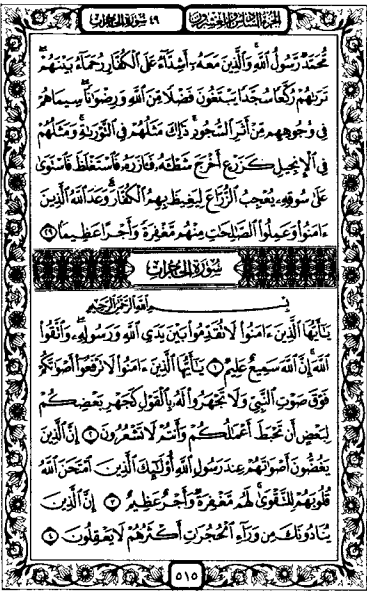 الجزء السادس والعشرون ٤٩ سورة الحجرات
مُّحَمَّدٌ رَّسُولُ ٱللَّهِ وَٱلَّذِينَ مَعَهُۥٓ أَشِدَّآءُ عَلَى ٱلْكُفَّارِ رُحَمَآءُ بَيْنَهُمْ
تَرَىٰهُمْ رُكَّعًا سُجَّدًا يَبْتَغُونَ فَضْلًا مِّنَ ٱللَّهِ وَرِضْوَٰنًا سِيمَاهُمْ
فِى وُجُوهِهِم مِّنْ أَثَرِ ٱلسُّجُودِ ذَٰلِكَ مَثَلُهُمْ فِى ٱلتَّوْرَىٰةِ وَمَثَلُهُمْ
فِى ٱلْإِنجِيلِ كَزَرْعٍ أَخْرَجَ شَطْـَٔهُۥ فَـَٔازَرَهُۥ فَٱسْتَغْلَظَ فَٱسْتَوَىٰ
عَلَىٰ سُوقِهِۦ يُعْجِبُ ٱلزُّرَّاعَ لِيَغِيظَ بِهِمُ ٱلْكُفَّارَ وَعَدَ ٱللَّهُ ٱلَّذِينَ
ءَامَنُوا۟ وَعَمِلُوا۟ ٱلصَّٰلِحَٰتِ مِنْهُم مَّغْفِرَةً وَأَجْرًا عَظِيمًۢا ٢٩
سُورَةُ الحُجُرَات
بِسْمِ ٱللَّهِ ٱلرَّحْمَٰنِ ٱلرَّحِيمِ
يَٰٓأَيُّهَا ٱلَّذِينَ ءَامَنُوا۟ لَا تُقَدِّمُوا۟ بَيْنَ يَدَىِ ٱللَّهِ وَرَسُولِهِۦ وَٱتَّقُوا۟
ٱللَّهَ إِنَّ ٱللَّهَ سَمِيعٌ عَلِيمٌ ١ يَٰٓأَيُّهَا ٱلَّذِينَ ءَامَنُوا۟ لَا تَرْفَعُوٓا۟ أَصْوَٰتَكُمْ
فَوْقَ صَوْتِ ٱلنَّبِىِّ وَلَا تَجْهَرُوا۟ لَهُۥ بِٱلْقَوْلِ كَجَهْرِ بَعْضِكُمْ
لِبَعْضٍ أَن تَحْبَطَ أَعْمَٰلُكُمْ وَأَنتُمْ لَا تَشْعُرُونَ ٢ إِنَّ ٱلَّذِينَ
يَغُضُّونَ أَصْوَٰتَهُمْ عِندَ رَسُولِ ٱللَّهِ أُو۟لَٰٓئِكَ ٱلَّذِينَ ٱمْتَحَنَ ٱللَّهُ
قُلُوبَهُمْ لِلتَّقْوَىٰ لَهُم مَّغْفِرَةٌ وَأَجْرٌ عَظِيمٌ ٣ إِنَّ ٱلَّذِينَ
يُنَادُونَكَ مِن وَرَآءِ ٱلْحُجُرَٰتِ أَكْثَرُهُمْ لَا يَعْقِلُونَ ٤
٥١٥